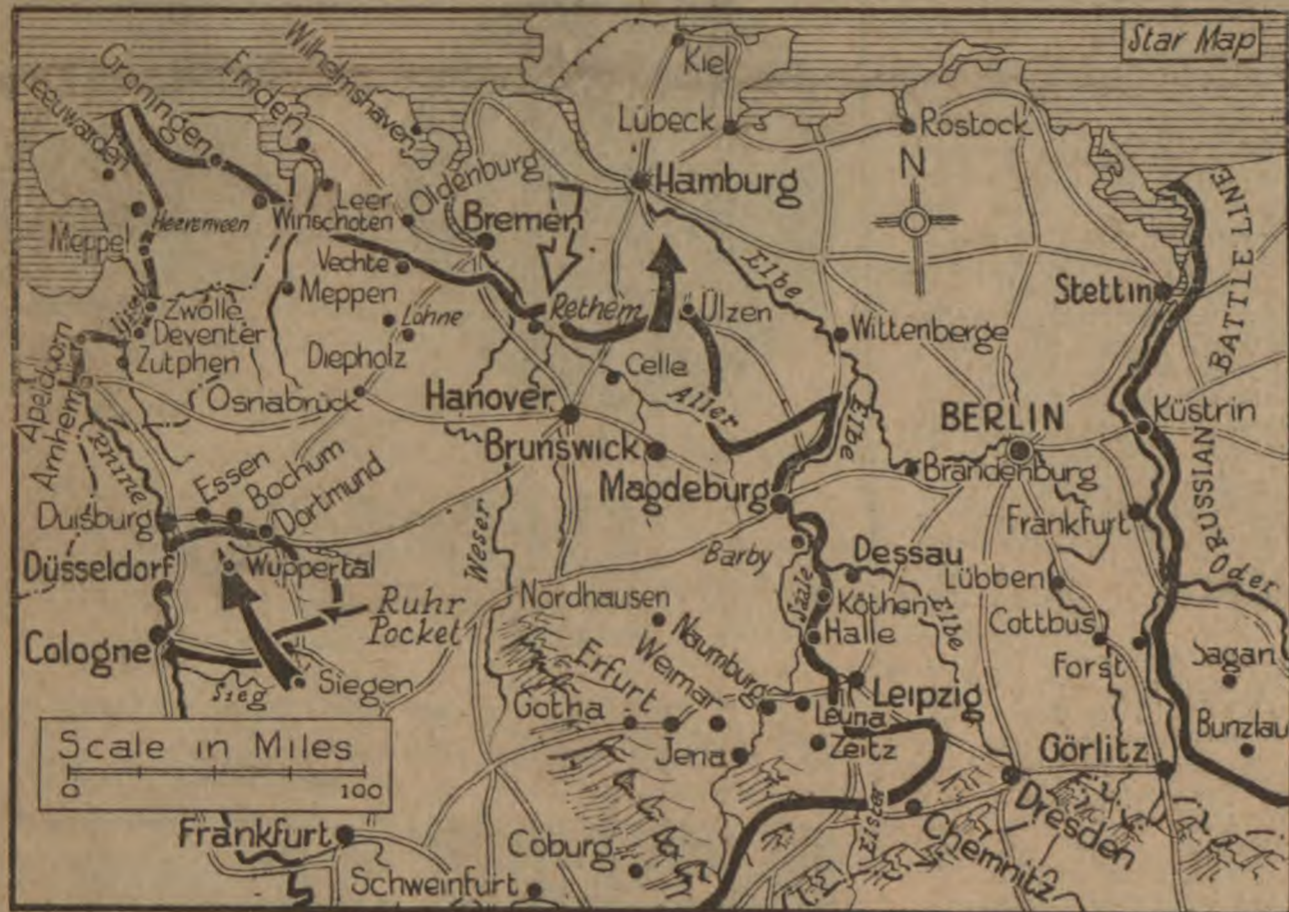 Star Map
Kiel
Lübeck
Rostock
Leeuwarden
Groningen
Emden
Wilhelmshaven
Oldenburg
Hamburg
N
Leer
Winschoten
Heerenveen
Meppel
Bremen
Vechte
Meppen
Löhne
Diepholz
Rethem
Ülzen
Elbe
Wittenberge
Stettin
RUSSIAN BATTLE LINE
Zwolle
Deventer
Zutphen
Apeldorn
Arnhem
Osnabrück
Celle
Aller
Hanover
Brunswick
Elbe
BERLIN
Küstrin
Rhine
Essen
Bochum
Dortmund
Magdeburg
Brandenburg
Frankfurt
Duisburg
Düsseldorf
Wuppertal
Weser
Barby
Dessau
Lübben
Oder
Ruhr
Pocket
Nordhausen
Saale
Köthen
Elbe
Cottbus
Cologne
Halle
Forst
Sagan
Sieg
Siegen
Naumburg
Weimar
Erfurt
Gotha
Leipzig
Leuna
Zeitz
Jena
Görlitz
Bunzlau
Scale in Miles
0 100
Elster
Dresden
Chemnitz
Frankfurt
Coburg
Schweinfurt